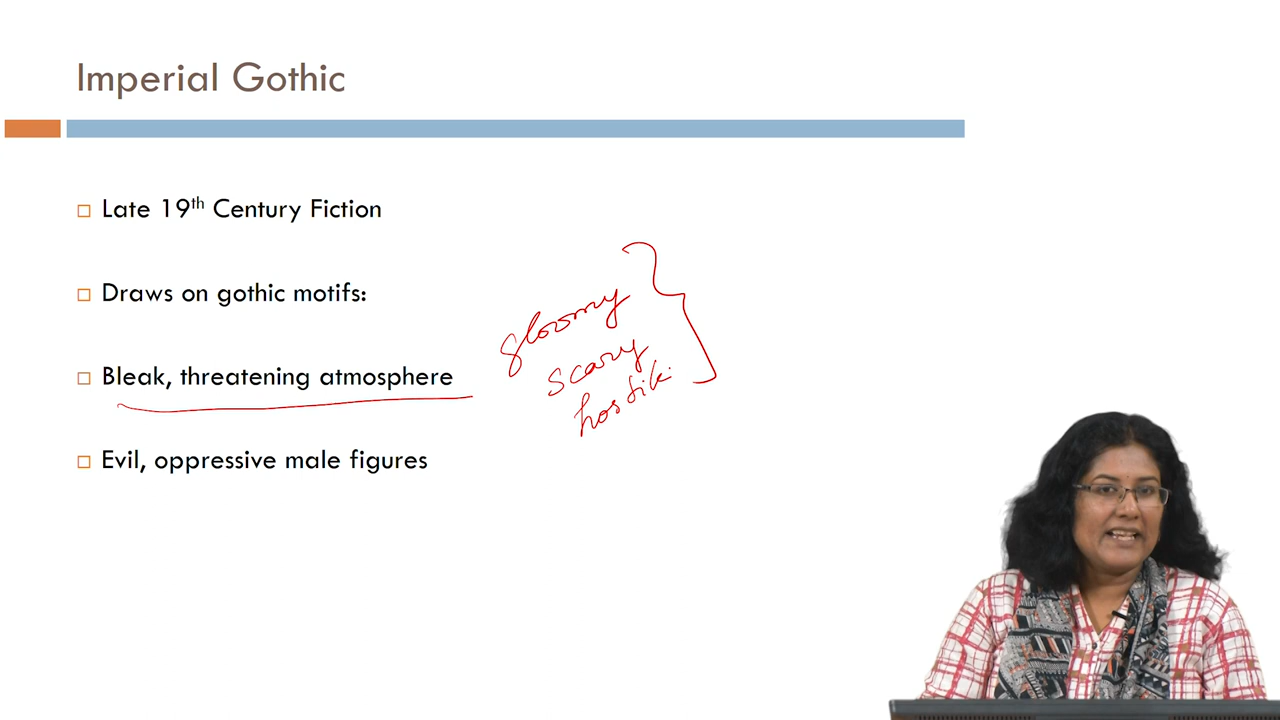 Imperial Gothic
Late 19th Century Fiction
Draws on gothic motifs:
Bleak, threatening atmosphere
Evil, oppressive male figures
gloomy
scary
hostile